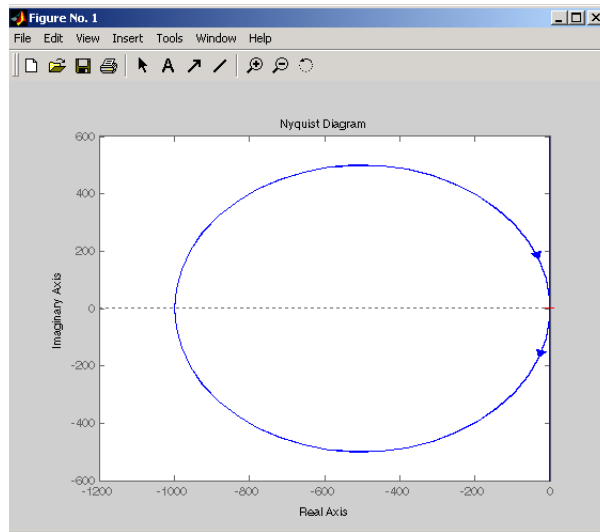 Figure No. 1
File Edit View Insert Tools Window Help
A
Nyquist Diagram
600
400
200
0
-200
-400
-600
Imaginary Axis
-1200 -1000 -800 -600 -400 -200 0
Real Axis